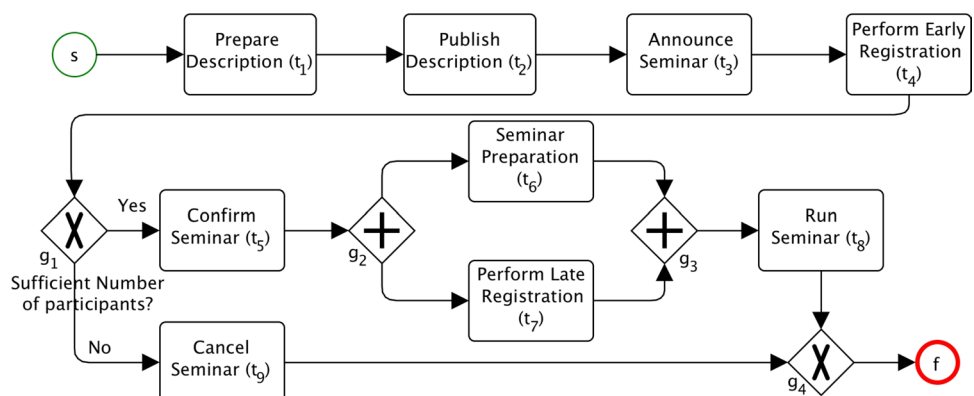 s
Prepare
Description (t1)
Publish
Description (t2)
Announce
Seminar (t3)
Perform Early
Registration
(t4)
Seminar
Preparation
(t6)
Yes
Confirm
Seminar (t5)
g1
g2
g3
Run
Seminar (t8)
Sufficient Number
of participants?
Perform Late
Registration
(t7)
No
Cancel
Seminar (t9)
g4
f